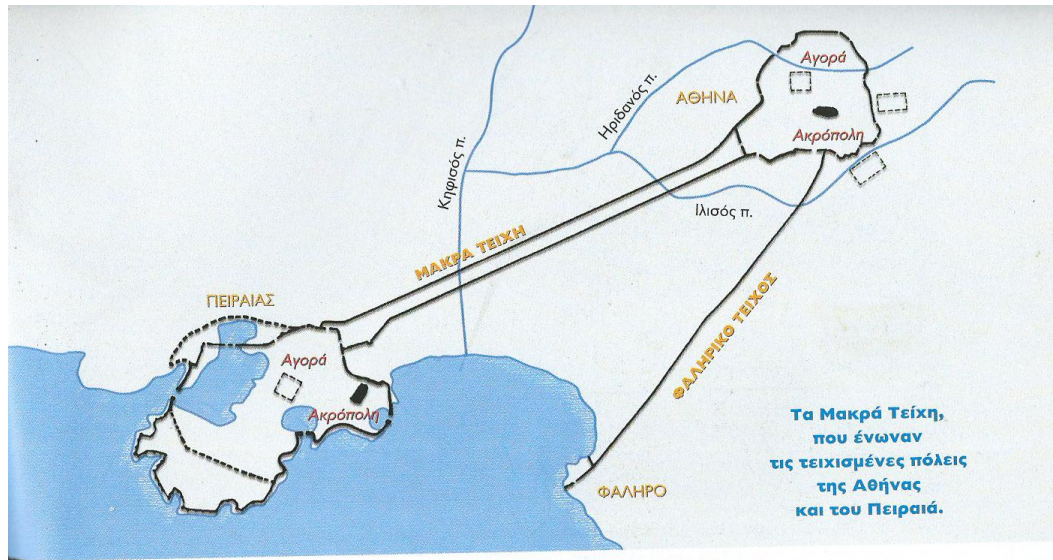 Αγορά
ΑΘΗΝΑ
Ηριδανός π.
Ακρόπολη
Κηφισός π.
Ιλισός π.
ΜΑΚΡΑ ΤΕΙΧΗ
ΠΕΙΡΑΙΑΣ
ΦΑΛΗΡΙΚΟ ΤΕΙΧΟΣ
Αγορά
Ακρόπολη
Τα Μακρά Τείχη,
που ένωναν
τις τειχισμένες πόλεις
της Αθήνας
και του Πειραιά.
ΦΑΛΗΡΟ